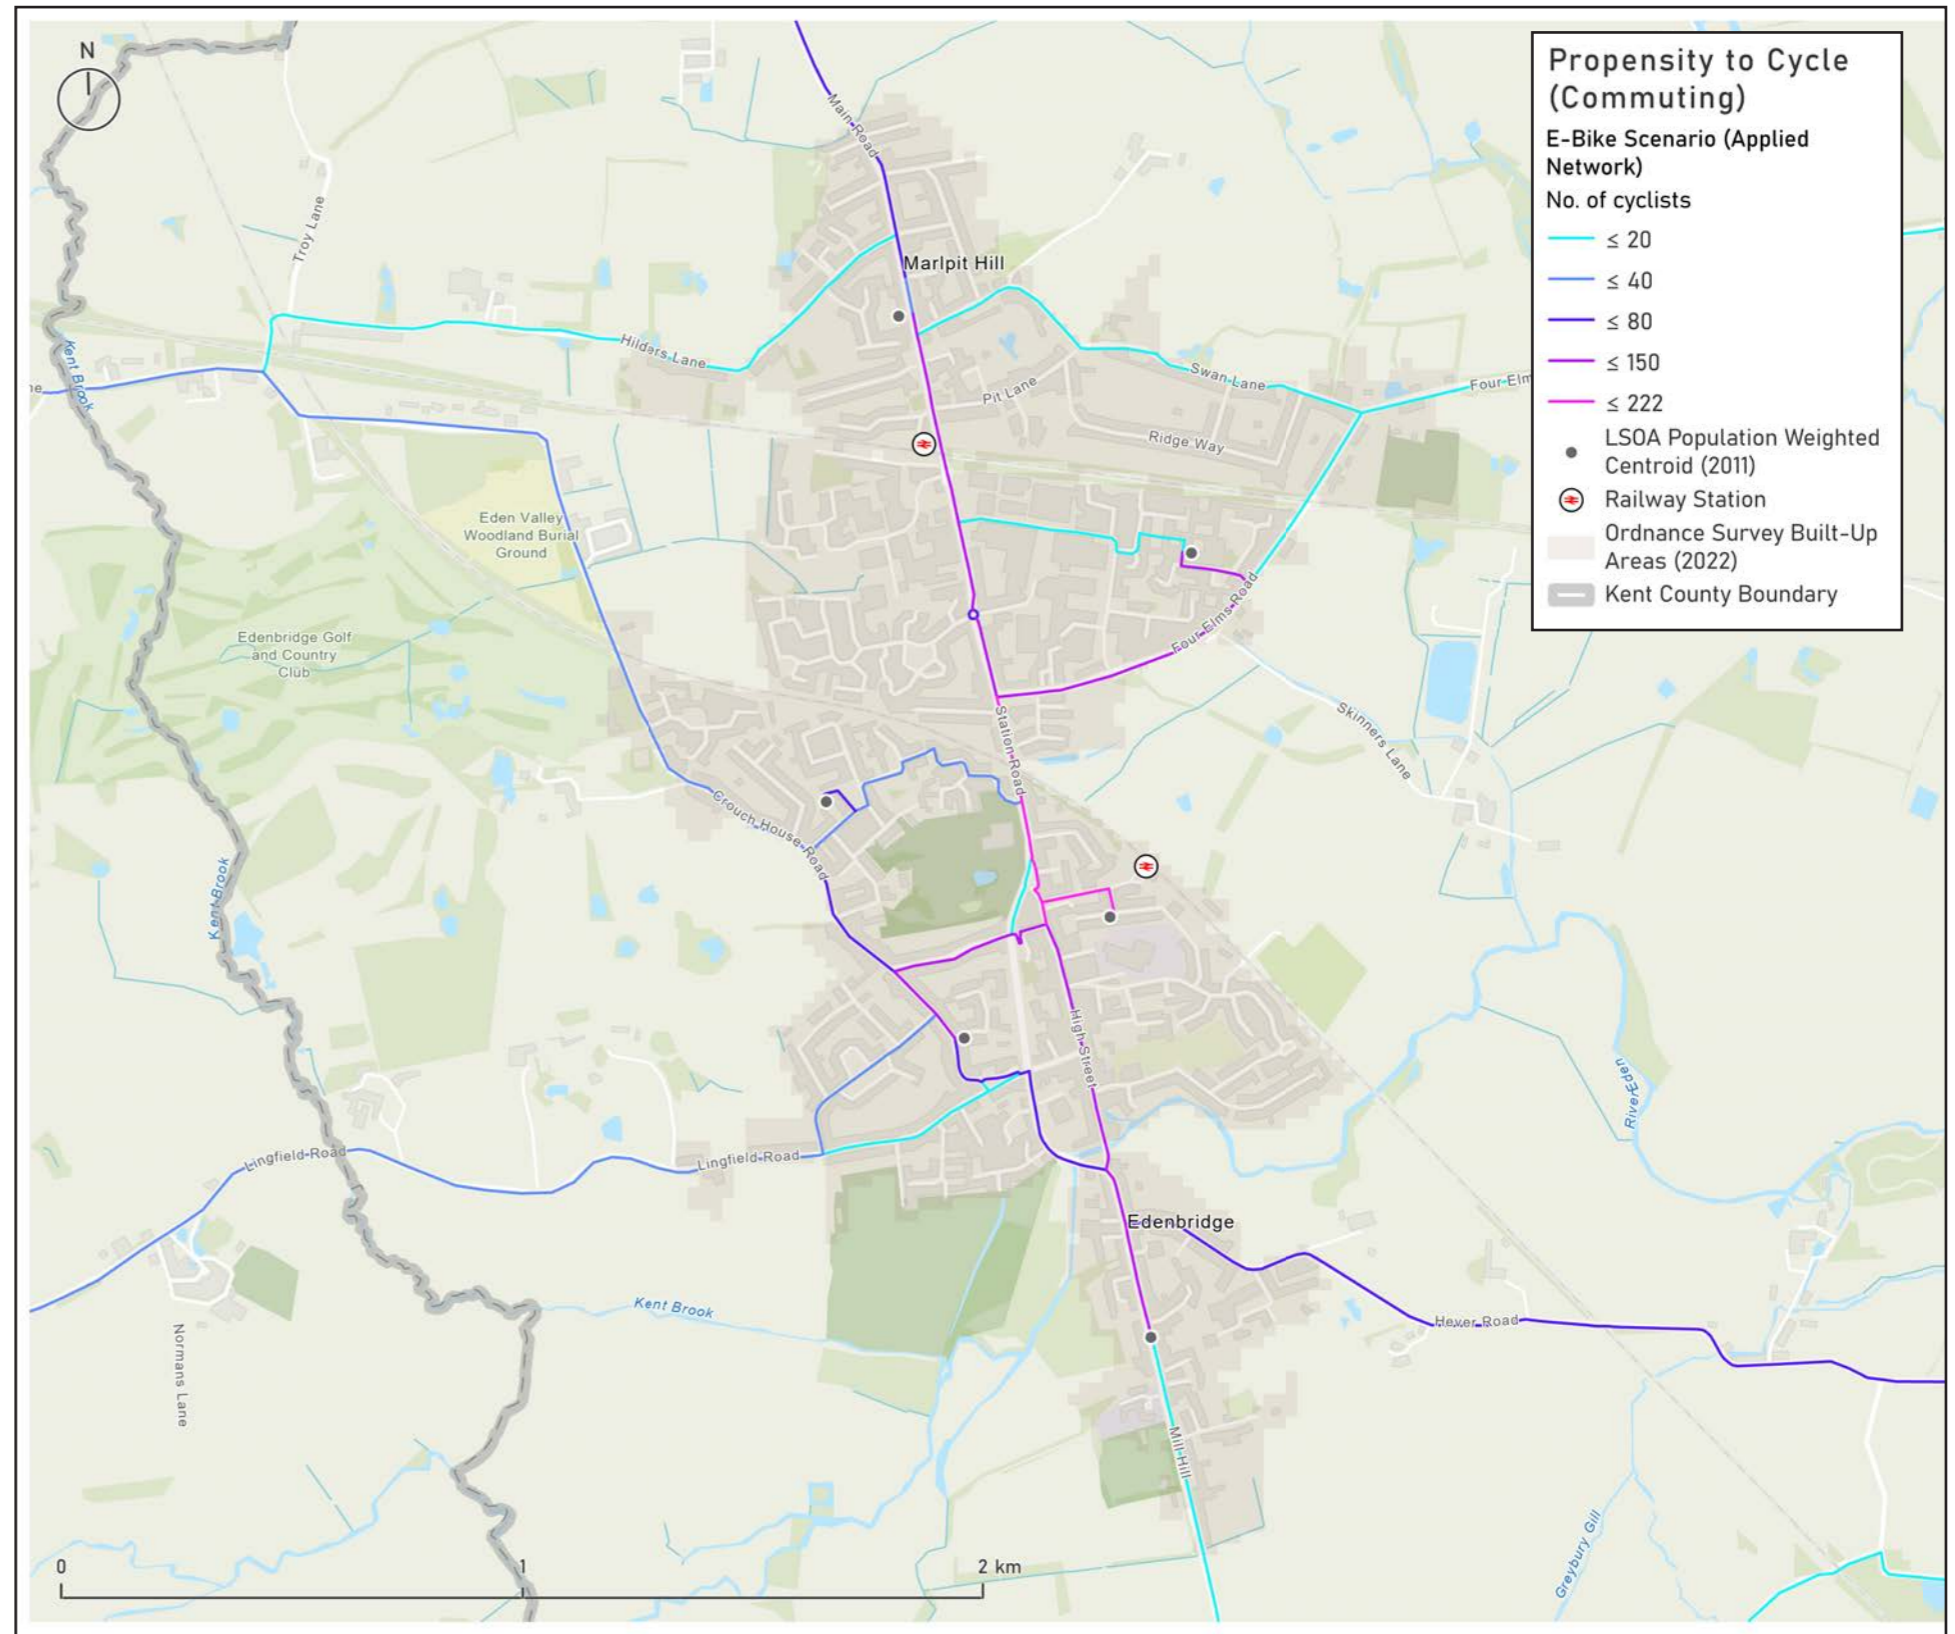 N
Propensity to Cycle
(Commuting)
E-Bike Scenario (Applied
Network)
No. of cyclists
≤ 20
≤ 40
≤ 80
≤ 150
≤ 222
LSOA Population Weighted
Centroid (2011)
Railway Station
Ordnance Survey Built-Up
Areas (2022)
Kent County Boundary
Main Road
Troy Lane
Marlpit Hill
Kent Brook
Hilders Lane
Swan Lane
Four Elm
ne
Pit Lane
Ridge Way
Eden Valley
Woodland Burial
Ground
Edenbridge Golf
and Country
Club
Four Elms Road
Station Road
Skinners Lane
Crouch House Road
Kent Brook
High Street
River Eden
Lingfield Road
Lingfield Road
Edenbridge
Kent Brook
Hever Road
Normans Lane
Mill Hill
Greybury Gill
0
1
2 km